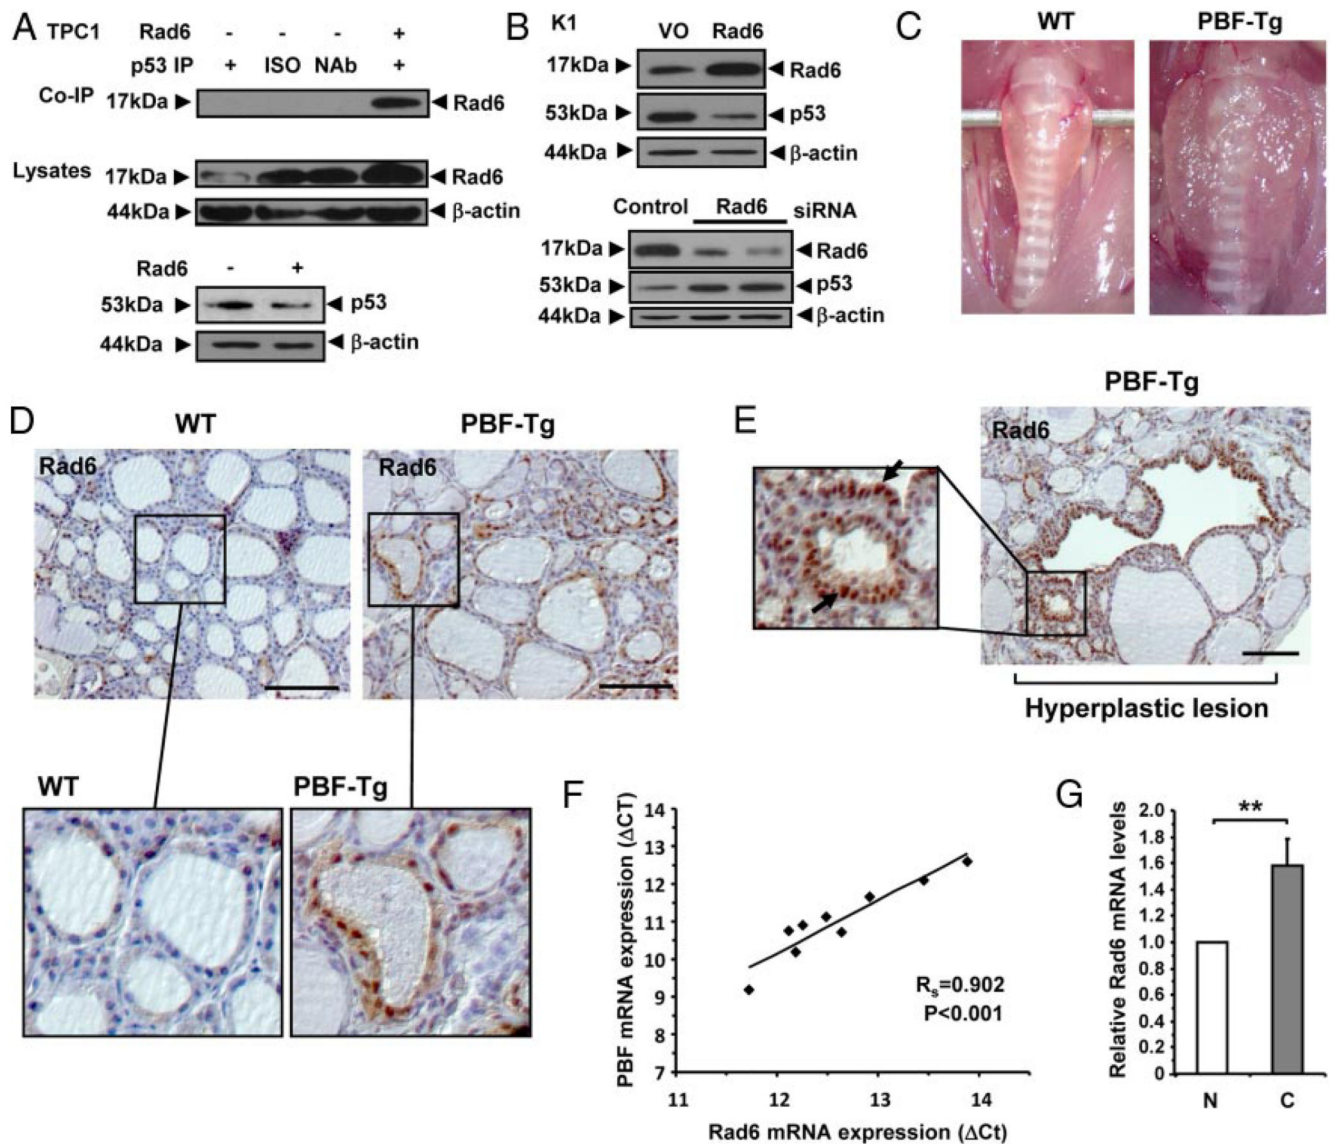 A
TPC1 Rad6 - - - +
p53 IP + ISO NAb +
Co-IP 17kDa Rad6
Lysates 17kDa Rad6
44kDa β-actin
Rad6 - +
53kDa p53
44kDa β-actin
B
K1
VO Rad6
17kDa Rad6
53kDa p53
44kDa β-actin
Control Rad6 siRNA
17kDa Rad6
53kDa p53
44kDa β-actin
C
WT PBF-Tg
D
WT PBF-Tg
Rad6 Rad6
WT PBF-Tg
E
PBF-Tg
Rad6
Hyperplastic lesion
F
PBF mRNA expression (ΔCT)
14
13
12
11
10
9
8
7
Rs=0.902
P<0.001
11 12 13 14
Rad6 mRNA expression (ΔCt)
G
Relative Rad6 mRNA levels
2.0
1.8
1.6
1.4
1.2
1.0
0.8
0.6
0.4
0.2
0
**
N C